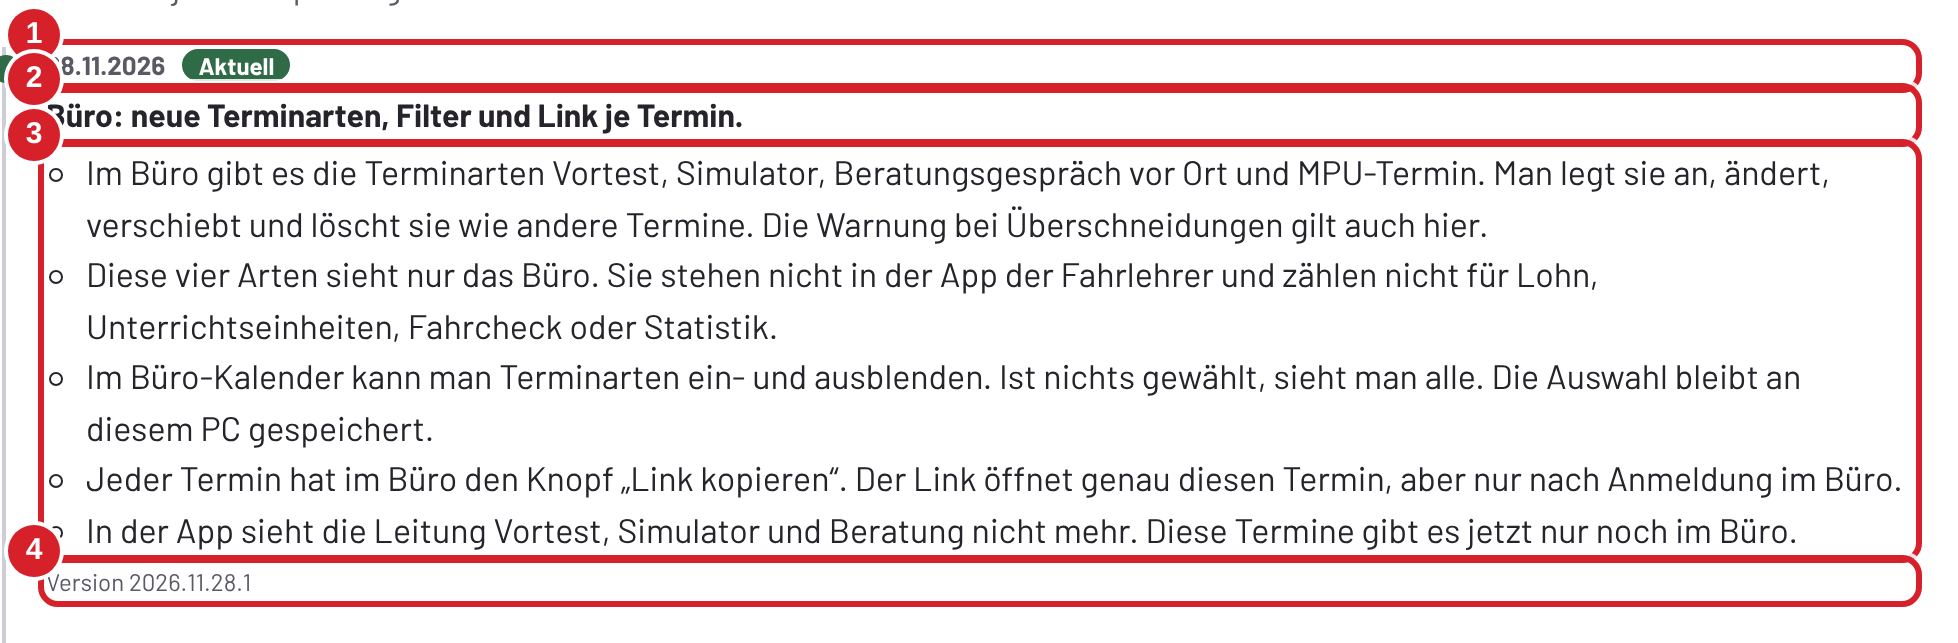 1
8.11.2026 Aktuell
2
Büro: neue Terminarten, Filter und Link je Termin.
3
Im Büro gibt es die Terminarten Vortest, Simulator, Beratungsgespräch vor Ort und MPU-Termin. Man legt sie an, ändert,
verschiebt und löscht sie wie andere Termine. Die Warnung bei Überschneidungen gilt auch hier.
Diese vier Arten sieht nur das Büro. Sie stehen nicht in der App der Fahrlehrer und zählen nicht für Lohn,
Unterrichtseinheiten, Fahrcheck oder Statistik.
Im Büro-Kalender kann man Terminarten ein- und ausblenden. Ist nichts gewählt, sieht man alle. Die Auswahl bleibt an
diesem PC gespeichert.
Jeder Termin hat im Büro den Knopf „Link kopieren“. Der Link öffnet genau diesen Termin, aber nur nach Anmeldung im Büro.
In der App sieht die Leitung Vortest, Simulator und Beratung nicht mehr. Diese Termine gibt es jetzt nur noch im Büro.
4
Version 2026.11.28.1